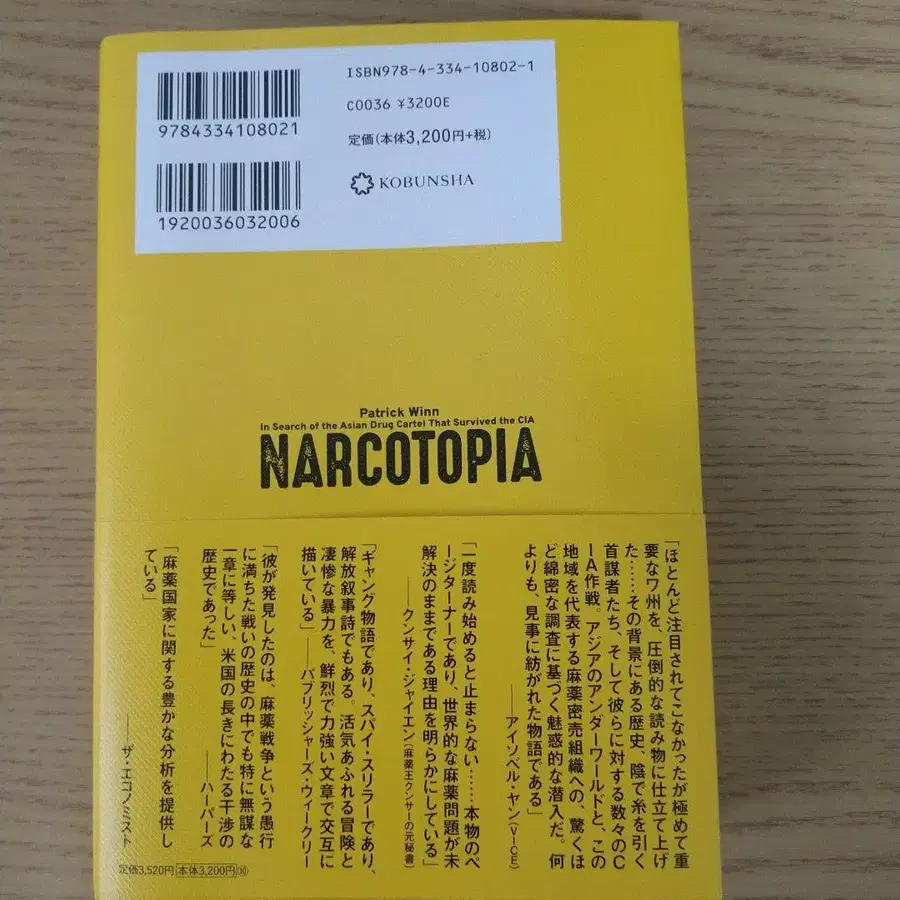 ISBN978-4-334-10802-1
C0036 ¥3200E
定価(本体3,200円+税)
KOBUNSHA
9784334108021
1920036032006
Patrick Winn
In Search of the Asian Drug Cartel That Survived the CIA
NARCOTOPIA
「ほとんど注目されてこなかったが極めて重
要なワ州を、圧倒的な読み物に仕立て上げ
た……その背景にある歴史、陰で糸を引く
首謀者たち、そして彼らに対する数々のC
IA作戦。アジアのアンダーワールドと、この
地域を代表する麻薬密売組織への、驚くほ
ど綿密な調査に基づく魅惑的な潜入だ。何
よりも、見事に紡がれた物語である」
――アイソベル・ヤン(VICE)
「一度読み始めると止まらない……本物のペ
ージターナーであり、世界的な麻薬問題が未
解決のままである理由を明らかにしている」
――クンサイ・ジャイエン(麻薬王クンサーの元秘書)
「ギャング物語であり、スパイ・スリラーであり、
解放叙事詩でもある。活気あふれる冒険と
凄惨な暴力を、鮮烈で力強い文章で交互に
描いている」――パブリッシャーズ・ウィークリー
「彼が発見したのは、麻薬戦争という愚行
に満ちた戦いの歴史の中でも特に無謀な
一章に等しい、米国の長きにわたる干渉の
歴史であった」――ハーパーズ
「麻薬国家に関する豊かな分析を提供し
ている」――ザ・エコノミスト
定価3,520円 本体3,200円 ⑩